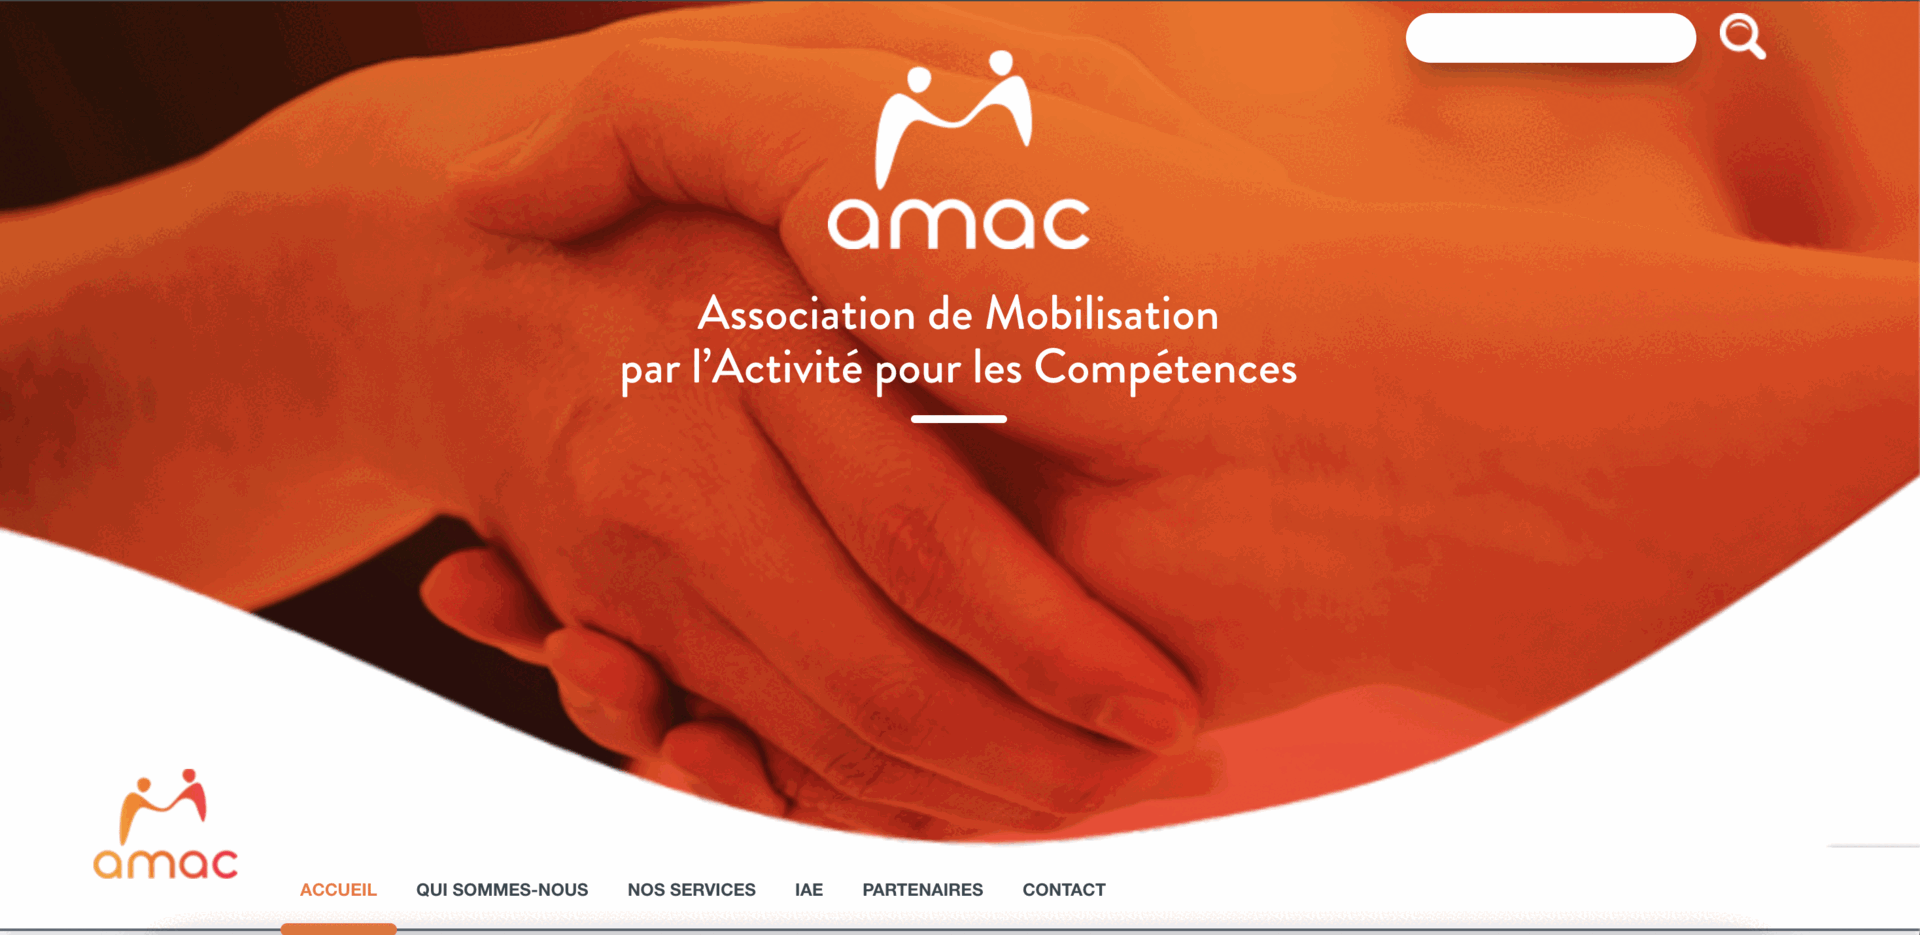 amac
Association de Mobilisation
par l’Activité pour les Compétences
amac
ACCUEIL QUI SOMMES-NOUS NOS SERVICES IAE PARTENAIRES CONTACT